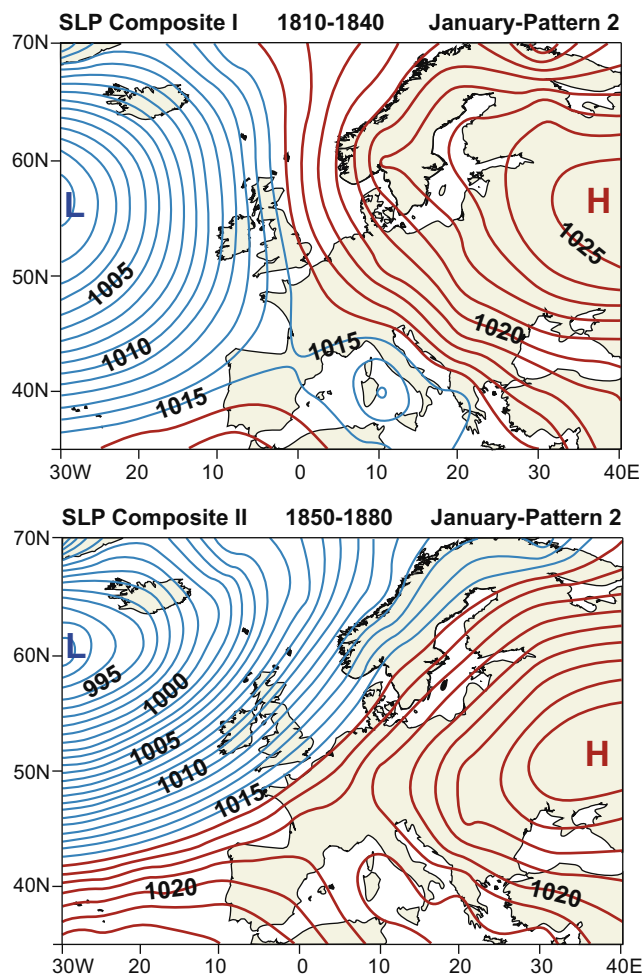 SLP Composite I 1810-1840 January-Pattern 2
70N
60N
50N
40N
L
H
1005
1010
1015
1015
1020
1025
30W 20 10 0 10 20 30 40E
SLP Composite II 1850-1880 January-Pattern 2
70N
60N
50N
40N
L
H
995
1000
1005
1010
1015
1020
1020
30W 20 10 0 10 20 30 40E